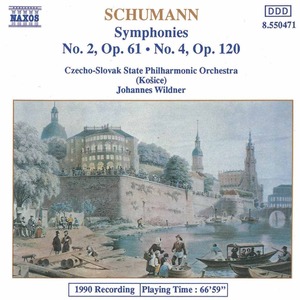 NAXOS
SCHUMANN
DDD
8.550471
Symphonies
No. 2, Op. 61 • No. 4, Op. 120
Czecho-Slovak State Philharmonic Orchestra
(Košice)
Johannes Wildner
1990 Recording
Playing Time : 66'59"